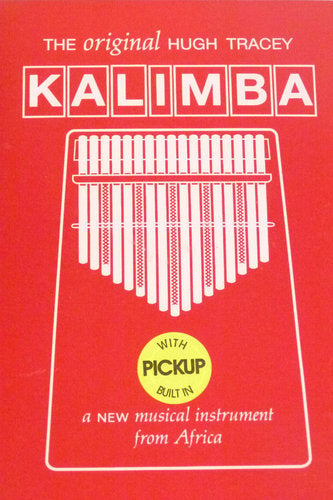 THE original HUGH TRACEY
KALIMBA
WITH
PICKUP
BUILT IN
a NEW musical instrument
from Africa